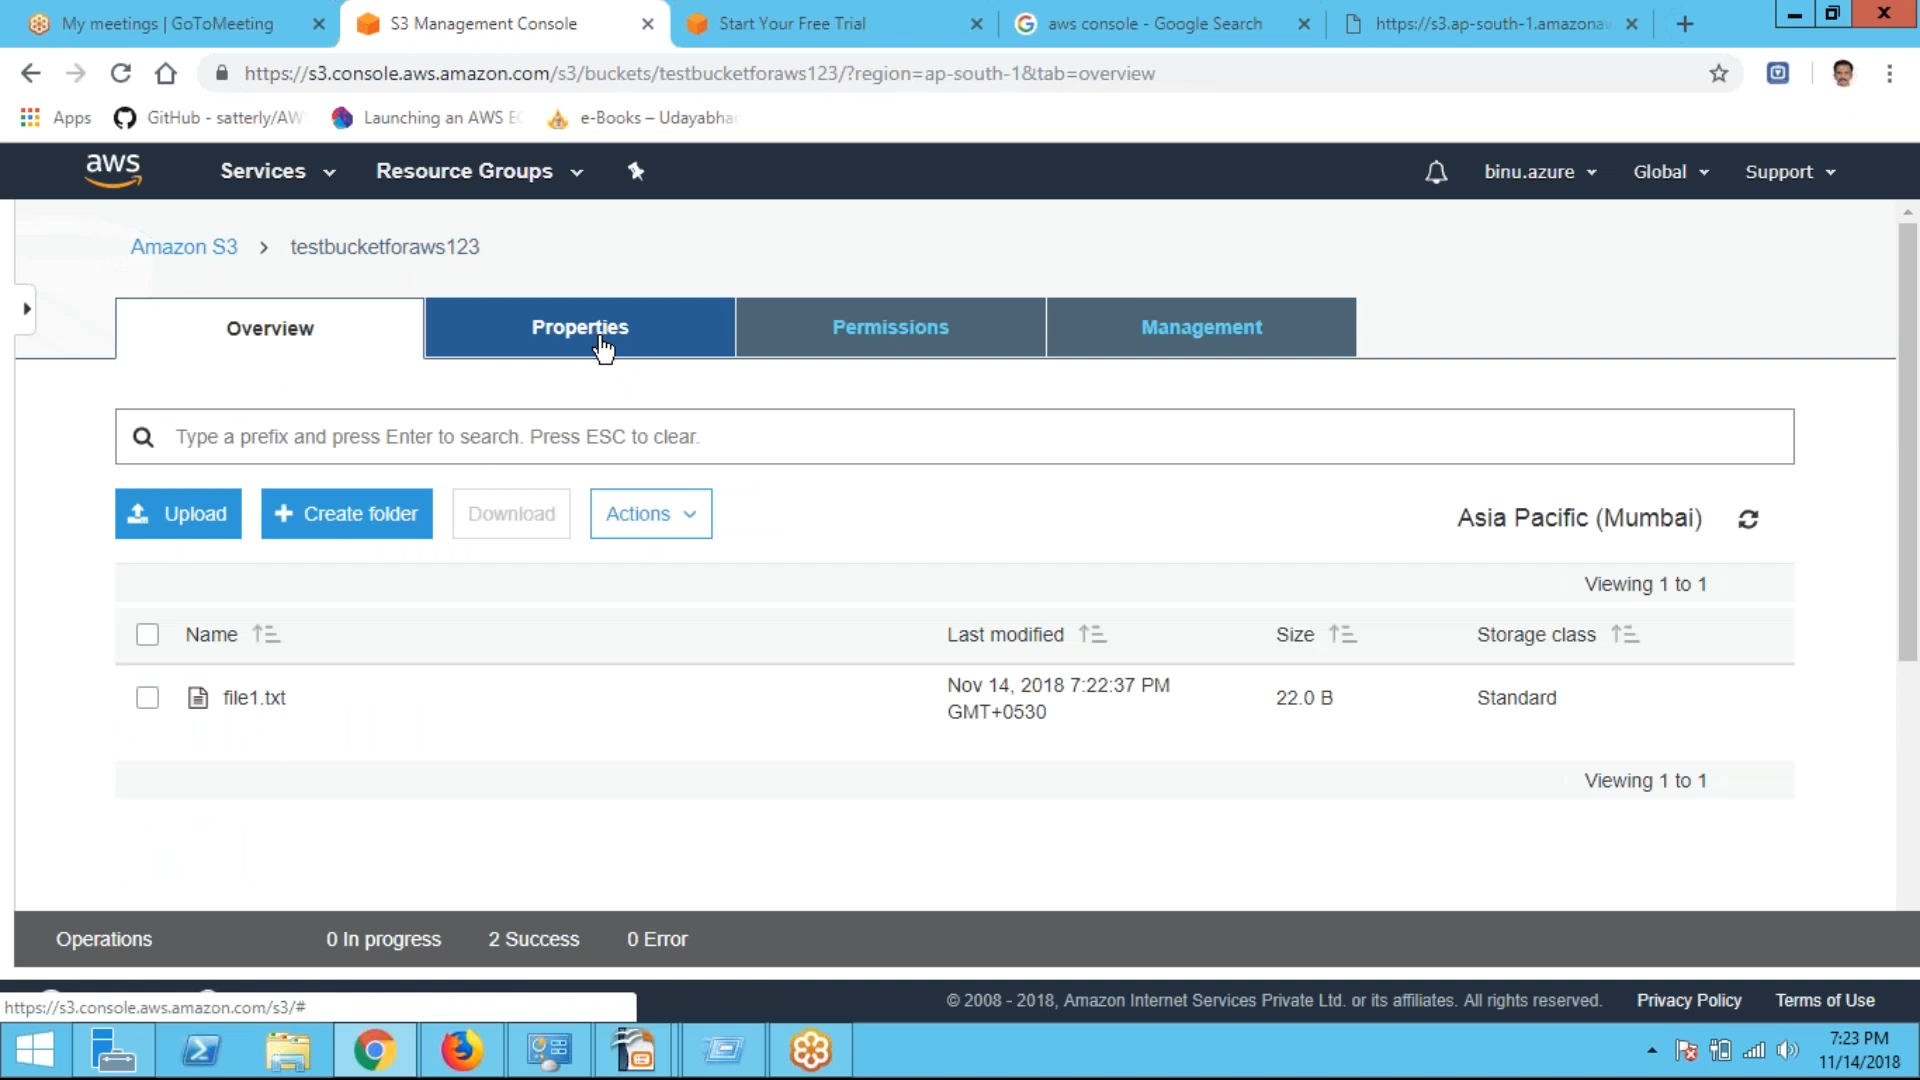 My meetings | GoToMeeting
S3 Management Console
Start Your Free Trial
aws console - Google Search
https://s3.ap-south-1.amazonaw
https://s3.console.aws.amazon.com/s3/buckets/testbucketforaws123/?region=ap-south-1&tab=overview
Apps
GitHub - satterly/AW
Launching an AWS EC
e-Books – Udayabha
aws
Services
Resource Groups
binu.azure
Global
Support
Amazon S3
testbucketforaws123
Overview
Properties
Permissions
Management
Type a prefix and press Enter to search. Press ESC to clear.
Upload
Create folder
Download
Actions
Asia Pacific (Mumbai)
Viewing 1 to 1
Name
Last modified
Size
Storage class
file1.txt
Nov 14, 2018 7:22:37 PM
GMT+0530
22.0 B
Standard
Viewing 1 to 1
Operations
0 In progress
2 Success
0 Error
https://s3.console.aws.amazon.com/s3/#
© 2008 - 2018, Amazon Internet Services Private Ltd. or its affiliates. All rights reserved.
Privacy Policy
Terms of Use
7:23 PM
11/14/2018